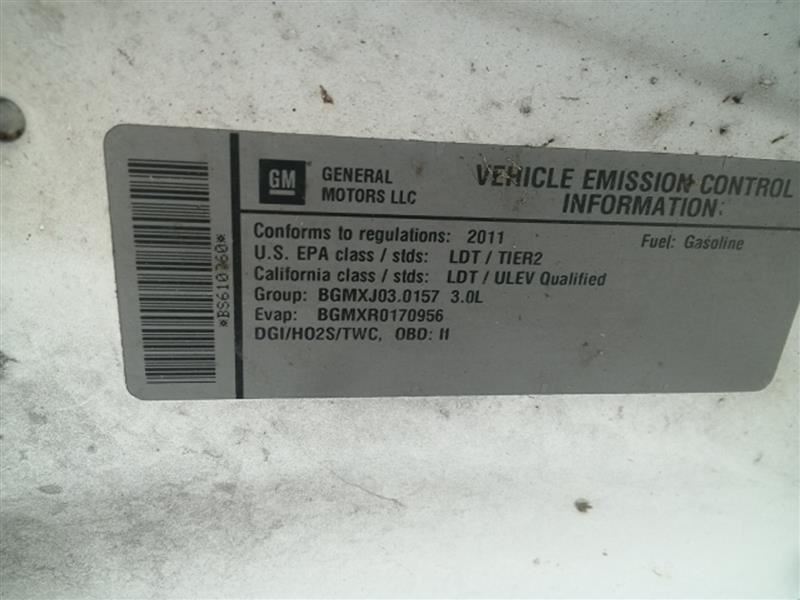 GM
GENERAL
MOTORS LLC
VEHICLE EMISSION CONTROL
INFORMATION:
Conforms to regulations: 2011
Fuel: Gasoline
U.S. EPA class / stds: LDT / TIER2
California class / stds: LDT / ULEV Qualified
Group: BGMXJ03.0157 3.0L
Evap: BGMXR0170956
DGI/HO2S/TWC, OBD: II